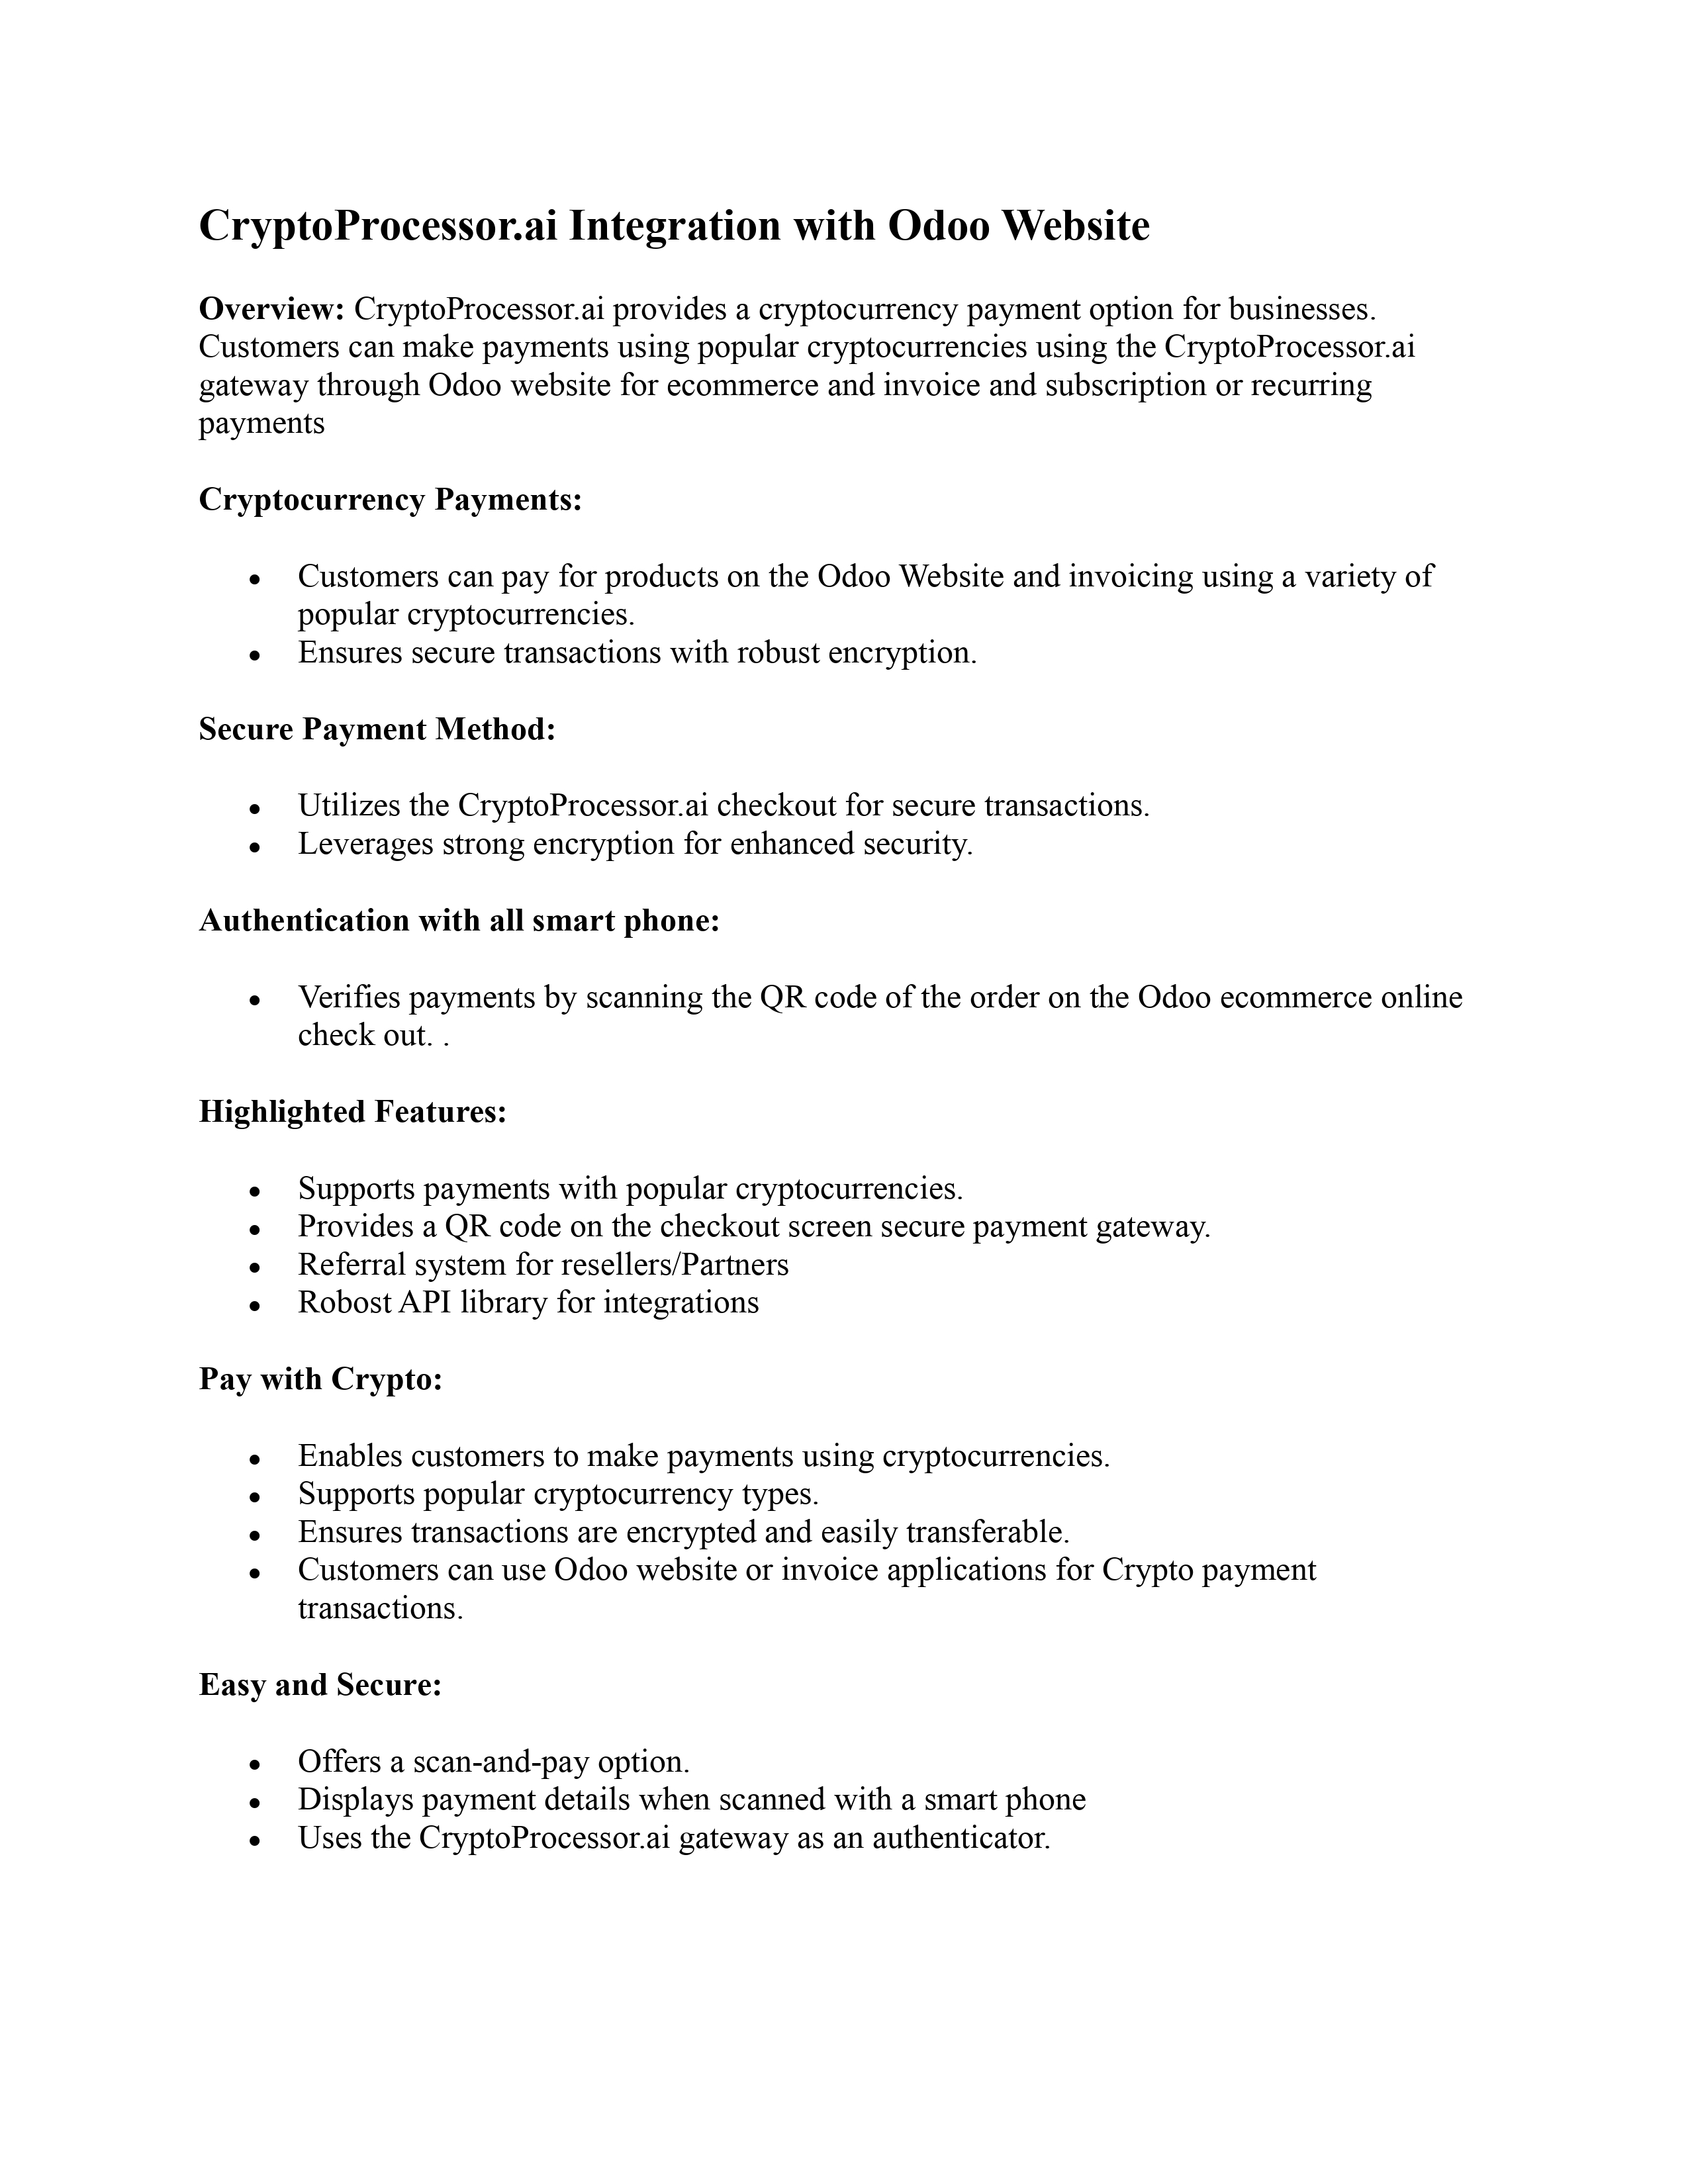 CryptoProcessor.ai Integration with Odoo Website
Overview: CryptoProcessor.ai provides a cryptocurrency payment option for businesses.
Customers can make payments using popular cryptocurrencies using the CryptoProcessor.ai
gateway through Odoo website for ecommerce and invoice and subscription or recurring
payments
Cryptocurrency Payments:
• Customers can pay for products on the Odoo Website and invoicing using a variety of
popular cryptocurrencies.
• Ensures secure transactions with robust encryption.
Secure Payment Method:
• Utilizes the CryptoProcessor.ai checkout for secure transactions.
• Leverages strong encryption for enhanced security.
Authentication with all smart phone:
• Verifies payments by scanning the QR code of the order on the Odoo ecommerce online
check out. .
Highlighted Features:
• Supports payments with popular cryptocurrencies.
• Provides a QR code on the checkout screen secure payment gateway.
• Referral system for resellers/Partners
• Robost API library for integrations
Pay with Crypto:
• Enables customers to make payments using cryptocurrencies.
• Supports popular cryptocurrency types.
• Ensures transactions are encrypted and easily transferable.
• Customers can use Odoo website or invoice applications for Crypto payment
transactions.
Easy and Secure:
• Offers a scan-and-pay option.
• Displays payment details when scanned with a smart phone
• Uses the CryptoProcessor.ai gateway as an authenticator.